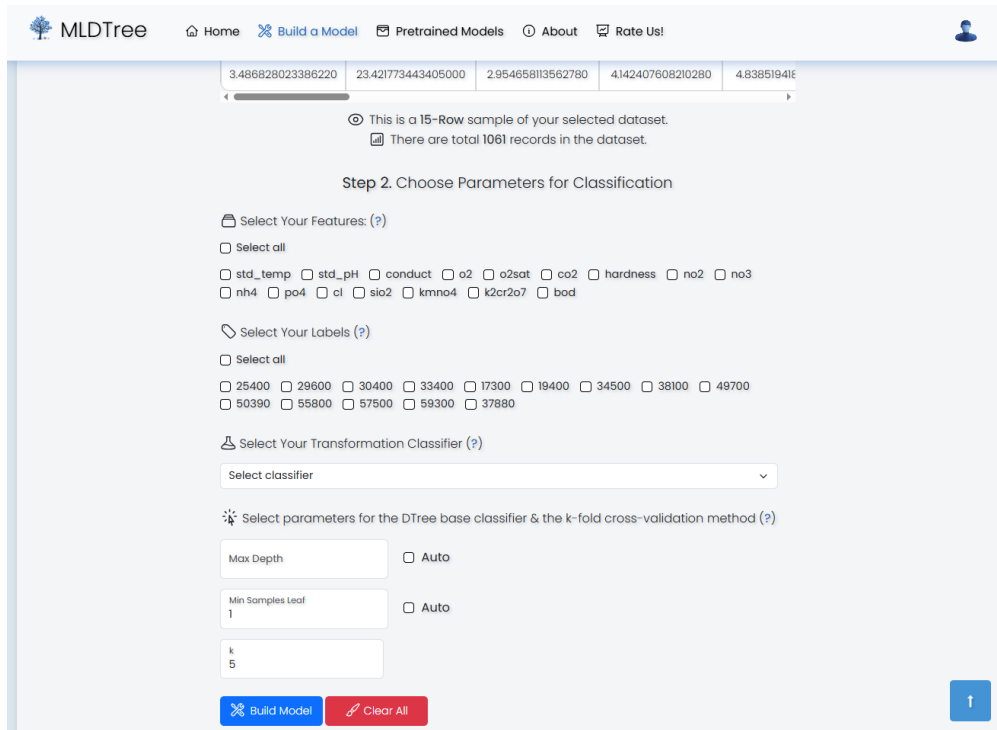 MLDTree Home Build a Model Pretrained Models About Rate Us!
3.486828023386220 23.421773443405000 2.954658113562780 4.142407608210280 4.838519418
This is a 15-Row sample of your selected dataset.
There are total 1061 records in the dataset.
Step 2. Choose Parameters for Classification
Select Your Features: (?)
Select all
std_temp std_pH conduct o2 o2sat co2 hardness no2 no3
nh4 po4 cl sio2 kmno4 k2cr2o7 bod
Select Your Labels (?)
Select all
25400 29600 30400 33400 17300 19400 34500 38100 49700
50390 55800 57500 59300 37880
Select Your Transformation Classifier (?)
Select classifier
Select parameters for the DTree base classifier & the k-fold cross-validation method (?)
Max Depth Auto
Min Samples Leaf
1 Auto
k
5
Build Model Clear All